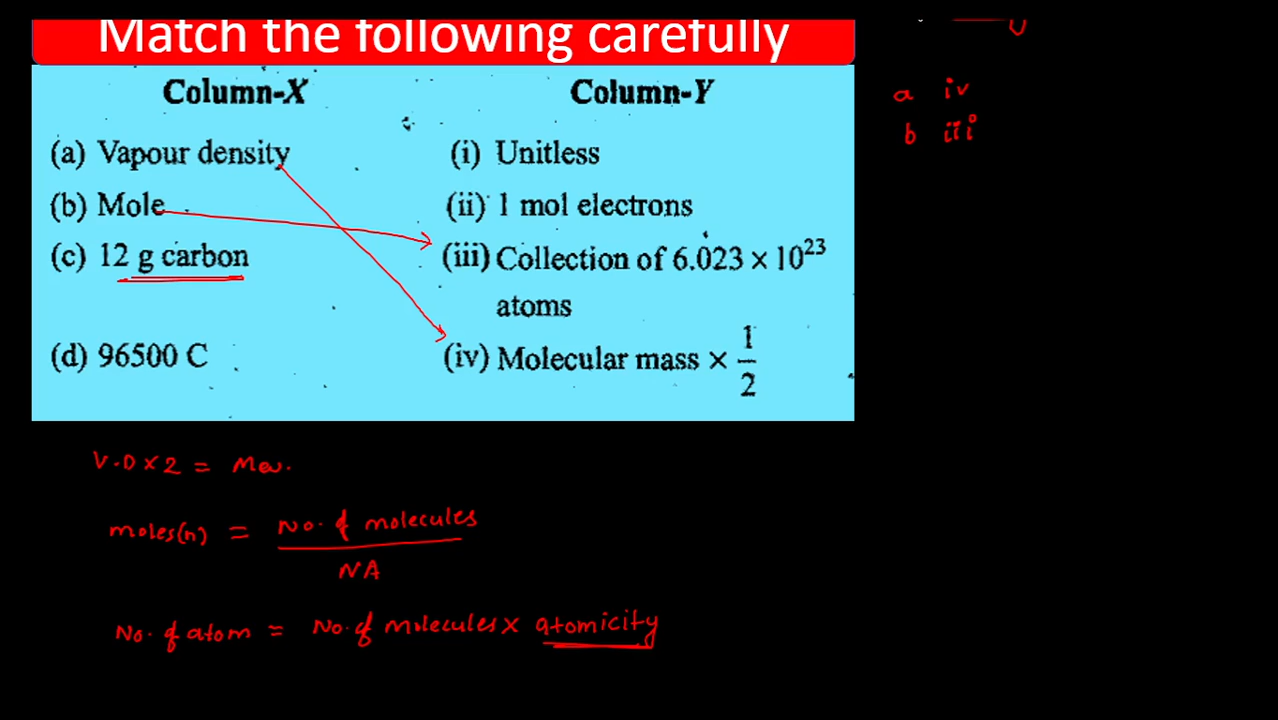 Match the following carefully
Column-X Column-Y
(a) Vapour density (i) Unitless
(b) Mole (ii) 1 mol electrons
(c) 12 g carbon (iii) Collection of 6.023 × 10²³
atoms
(d) 96500 C (iv) Molecular mass × 1/2
a iv
b iii
V.D × 2 = Mw.
moles(n) = No. of molecules
NA
No. of atom = No. of molecules × atomicity